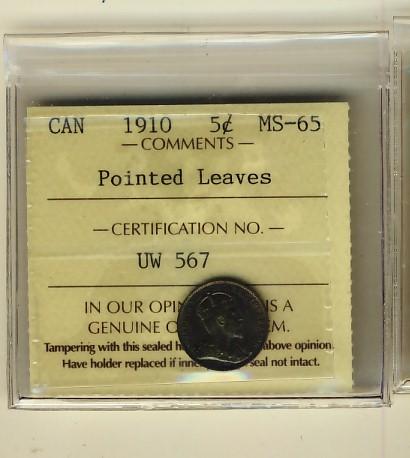 CAN 1910 5¢ MS-65
— COMMENTS —
Pointed Leaves
— CERTIFICATION NO. —
UW 567
IN OUR IS A
GENUINE
Tampering with this sealed above opinion
Have holder replaced if seal not intact.